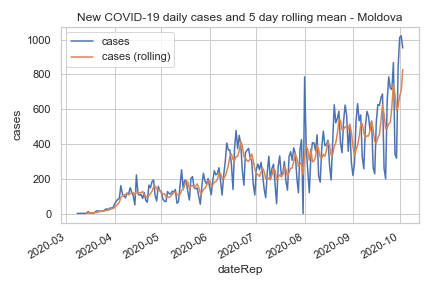 New COVID-19 daily cases and 5 day rolling mean - Moldova
cases
cases (rolling)
1000
800
600
400
200
0
cases
2020-03
2020-04
2020-05
2020-06
2020-07
2020-08
2020-09
2020-10
dateRep